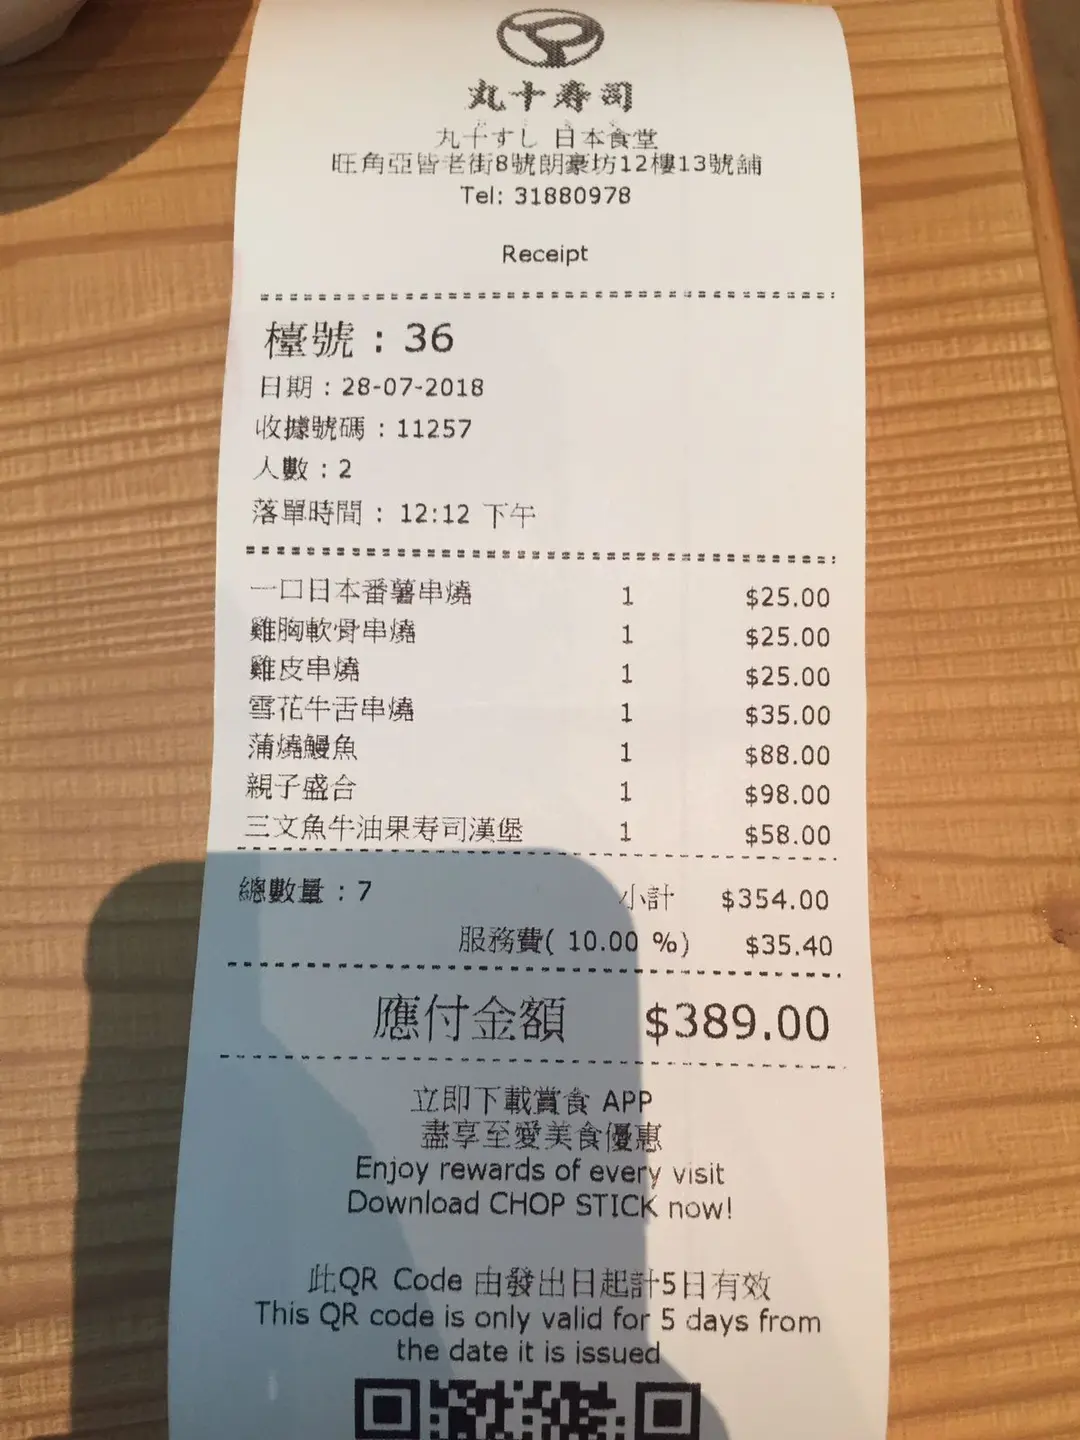 丸十寿司
丸十すし 日本食堂
旺角亞皆老街8號朗豪坊12樓13號舖
Tel: 31880978
Receipt
檯號 : 36
日期 : 28-07-2018
收據號碼 : 11257
人數 : 2
落單時間 : 12:12 下午
一口日本番薯串燒 1 $25.00
雞胸軟骨串燒 1 $25.00
雞皮串燒 1 $25.00
雪花牛舌串燒 1 $35.00
蒲燒鰻魚 1 $88.00
親子盛合 1 $98.00
三文魚牛油果寿司漢堡 1 $58.00
總數量 : 7 小計 $354.00
服務費( 10.00 %) $35.40
應付金額 $389.00
立即下載賞食 APP
盡享至愛美食優惠
Enjoy rewards of every visit
Download CHOP STICK now!
此QR Code 由發出日起計5日有效
This QR code is only valid for 5 days from
the date it is issued